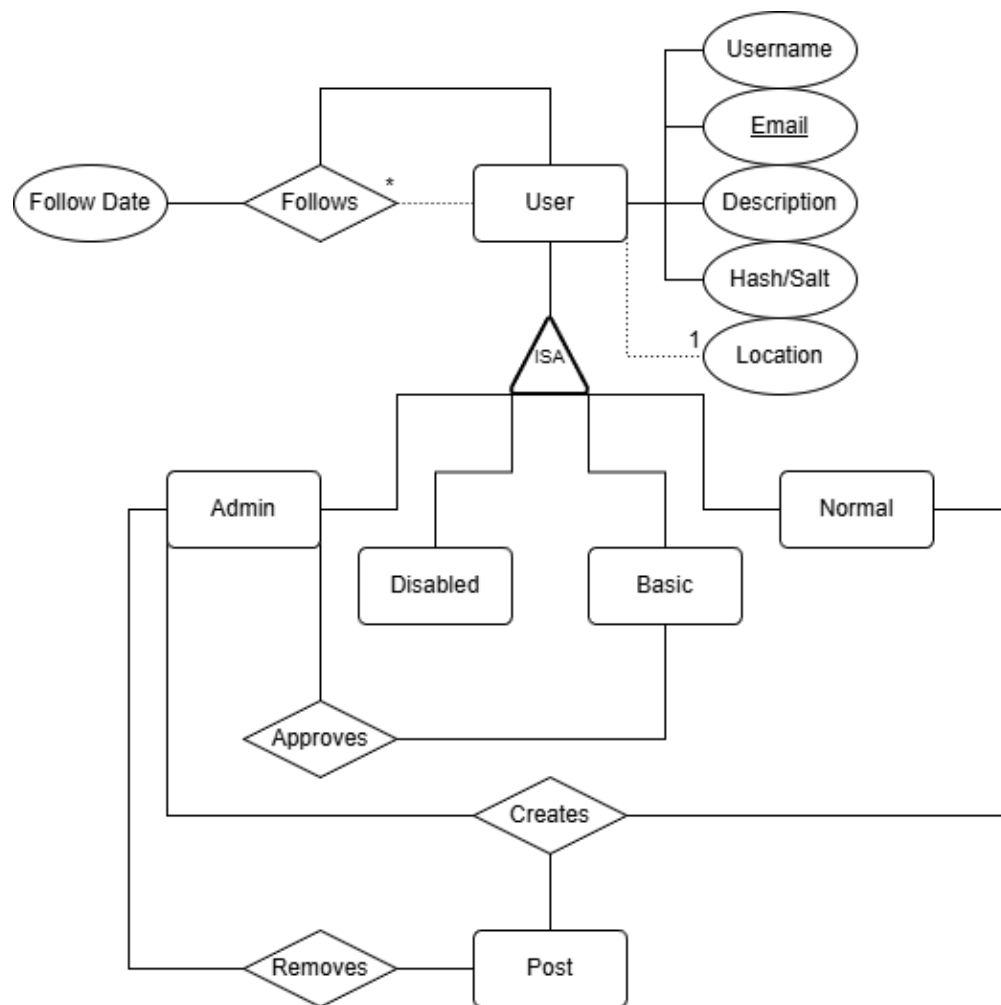 Username
Email
Follow Date
Follows
*
User
Description
Hash/Salt
1
Location
ISA
Admin
Normal
Disabled
Basic
Approves
Creates
Removes
Post